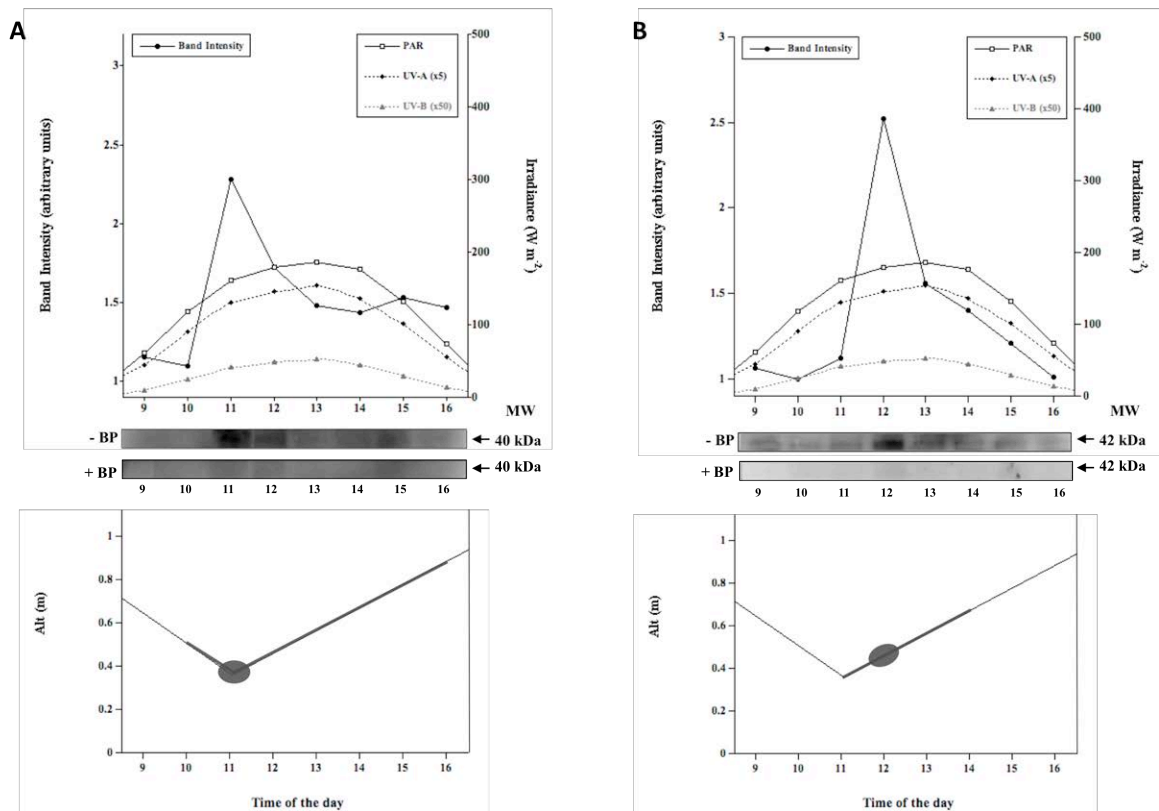 A
Band Intensity
PAR
UV-A (x5)
UV-B (x50)
Band Intensity (arbitrary units)
3
2.5
2
1.5
1
500
400
300
200
100
0
Irradiance (W m-2)
9 10 11 12 13 14 15 16
MW
- BP
40 kDa
+ BP
40 kDa
9 10 11 12 13 14 15 16
Alt (m)
1
0.8
0.6
0.4
0.2
0
9 10 11 12 13 14 15 16
Time of the day
B
Band Intensity
PAR
UV-A (x5)
UV-B (x50)
Band Intensity (arbitrary units)
3
2.5
2
1.5
1
500
400
300
200
100
0
Irradiance (W m-2)
9 10 11 12 13 14 15 16
MW
- BP
42 kDa
+ BP
42 kDa
9 10 11 12 13 14 15 16
Alt (m)
1
0.8
0.6
0.4
0.2
0
9 10 11 12 13 14 15 16
Time of the day